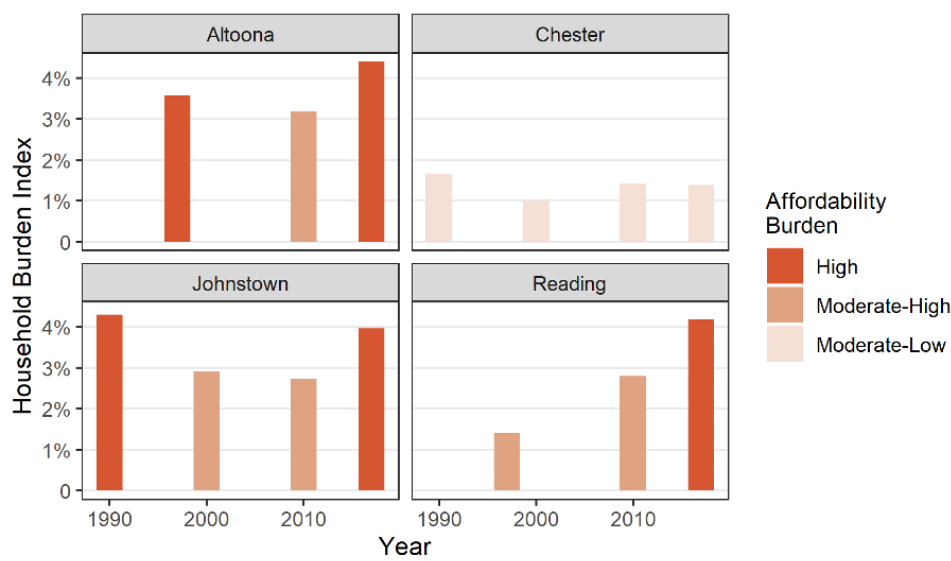 Altoona
Chester
4%
3%
2%
1%
0
Household Burden Index
Johnstown
Reading
4%
3%
2%
1%
0
1990
2000
2010
1990
2000
2010
Year
Affordability
Burden
High
Moderate-High
Moderate-Low